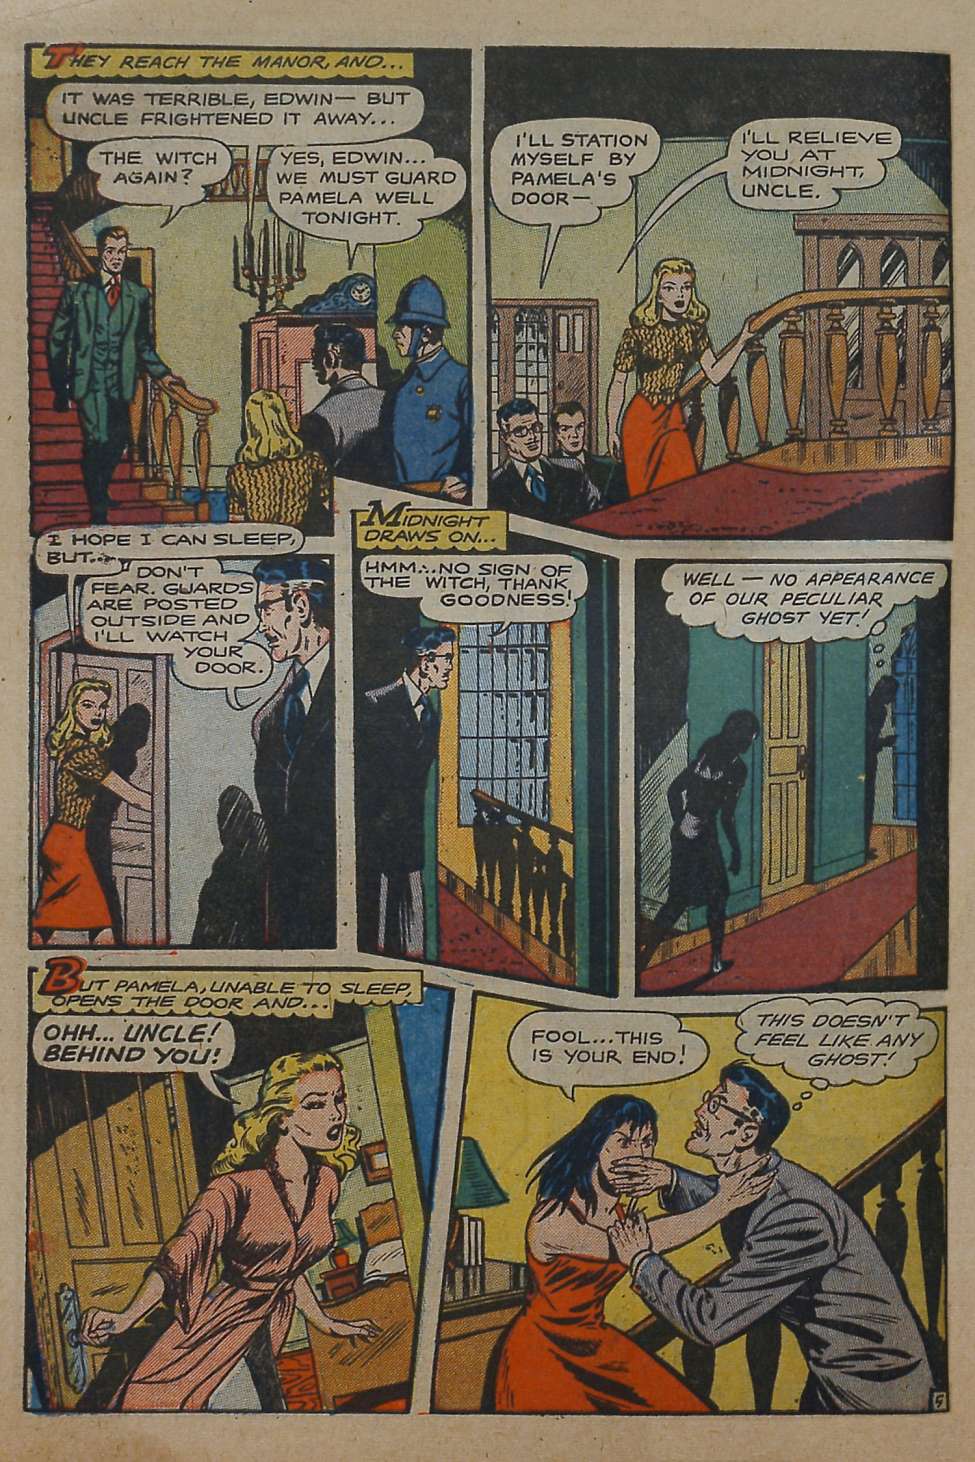 THEY REACH THE MANOR, AND...
IT WAS TERRIBLE, EDWIN— BUT
UNCLE FRIGHTENED IT AWAY...
THE WITCH
AGAIN?
YES, EDWIN...
WE MUST GUARD
PAMELA WELL
TONIGHT.
I'LL STATION
MYSELF BY
PAMELA'S
DOOR—
I'LL RELIEVE
YOU AT
MIDNIGHT,
UNCLE.
I HOPE I CAN SLEEP,
BUT...
DON'T
FEAR. GUARDS
ARE POSTED
OUTSIDE AND
I'LL WATCH
YOUR
DOOR.
MIDNIGHT
DRAWS ON...
HMM...NO SIGN OF
THE WITCH, THANK
GOODNESS!
WELL — NO APPEARANCE
OF OUR PECULIAR
GHOST YET!
BUT PAMELA, UNABLE TO SLEEP,
OPENS THE DOOR AND...
OHH... UNCLE!
BEHIND YOU!
FOOL...THIS
IS YOUR END!
THIS DOESN'T
FEEL LIKE ANY
GHOST!
5